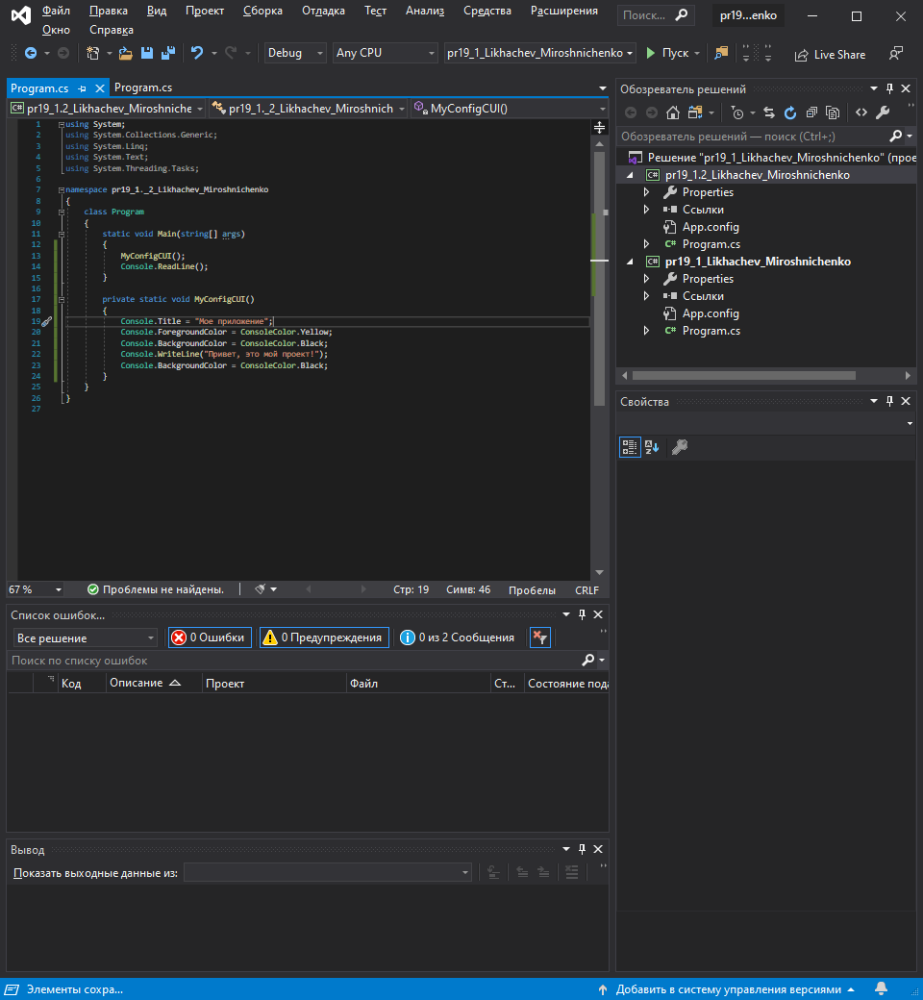 Файл Правка Вид Проект Сборка Отладка Тест Анализ Средства Расширения Поиск... pr19...enko
Окно Справка
Debug Any CPU pr19_1_Likhachev_Miroshnichenko Пуск Live Share
Program.cs Program.cs
pr19_1.2_Likhachev_Miroshniche pr19_1._2_Likhachev_Miroshnich MyConfigCUI()
1 using System;
2 using System.Collections.Generic;
3 using System.Linq;
4 using System.Text;
5 using System.Threading.Tasks;
6
7 namespace pr19_1._2_Likhachev_Miroshnichenko
8 {
9 class Program
10 {
11 static void Main(string[] args)
12 {
13 MyConfigCUI();
14 Console.ReadLine();
15 }
16
17 private static void MyConfigCUI()
18 {
19 Console.Title = "Мое приложение";
20 Console.ForegroundColor = ConsoleColor.Yellow;
21 Console.BackgroundColor = ConsoleColor.Black;
22 Console.WriteLine("Привет, это мой проект!");
23 Console.BackgroundColor = ConsoleColor.Black;
24 }
25 }
26 }
27
67 % Проблемы не найдены. Стр: 19 Симв: 46 Пробелы CRLF
Список ошибок...
Все решение 0 Ошибки 0 Предупреждения 0 из 2 Сообщения
Поиск по списку ошибок
Код Описание Проект Файл Ст... Состояние пода
Вывод
Показать выходные данные из:
Обозреватель решений
Обозреватель решений — поиск (Ctrl+;)
Решение "pr19_1_Likhachev_Miroshnichenko" (прое
pr19_1.2_Likhachev_Miroshnichenko
Properties
Ссылки
App.config
C# Program.cs
pr19_1_Likhachev_Miroshnichenko
Properties
Ссылки
App.config
C# Program.cs
Свойства
Элементы сохра... Добавить в систему управления версиями